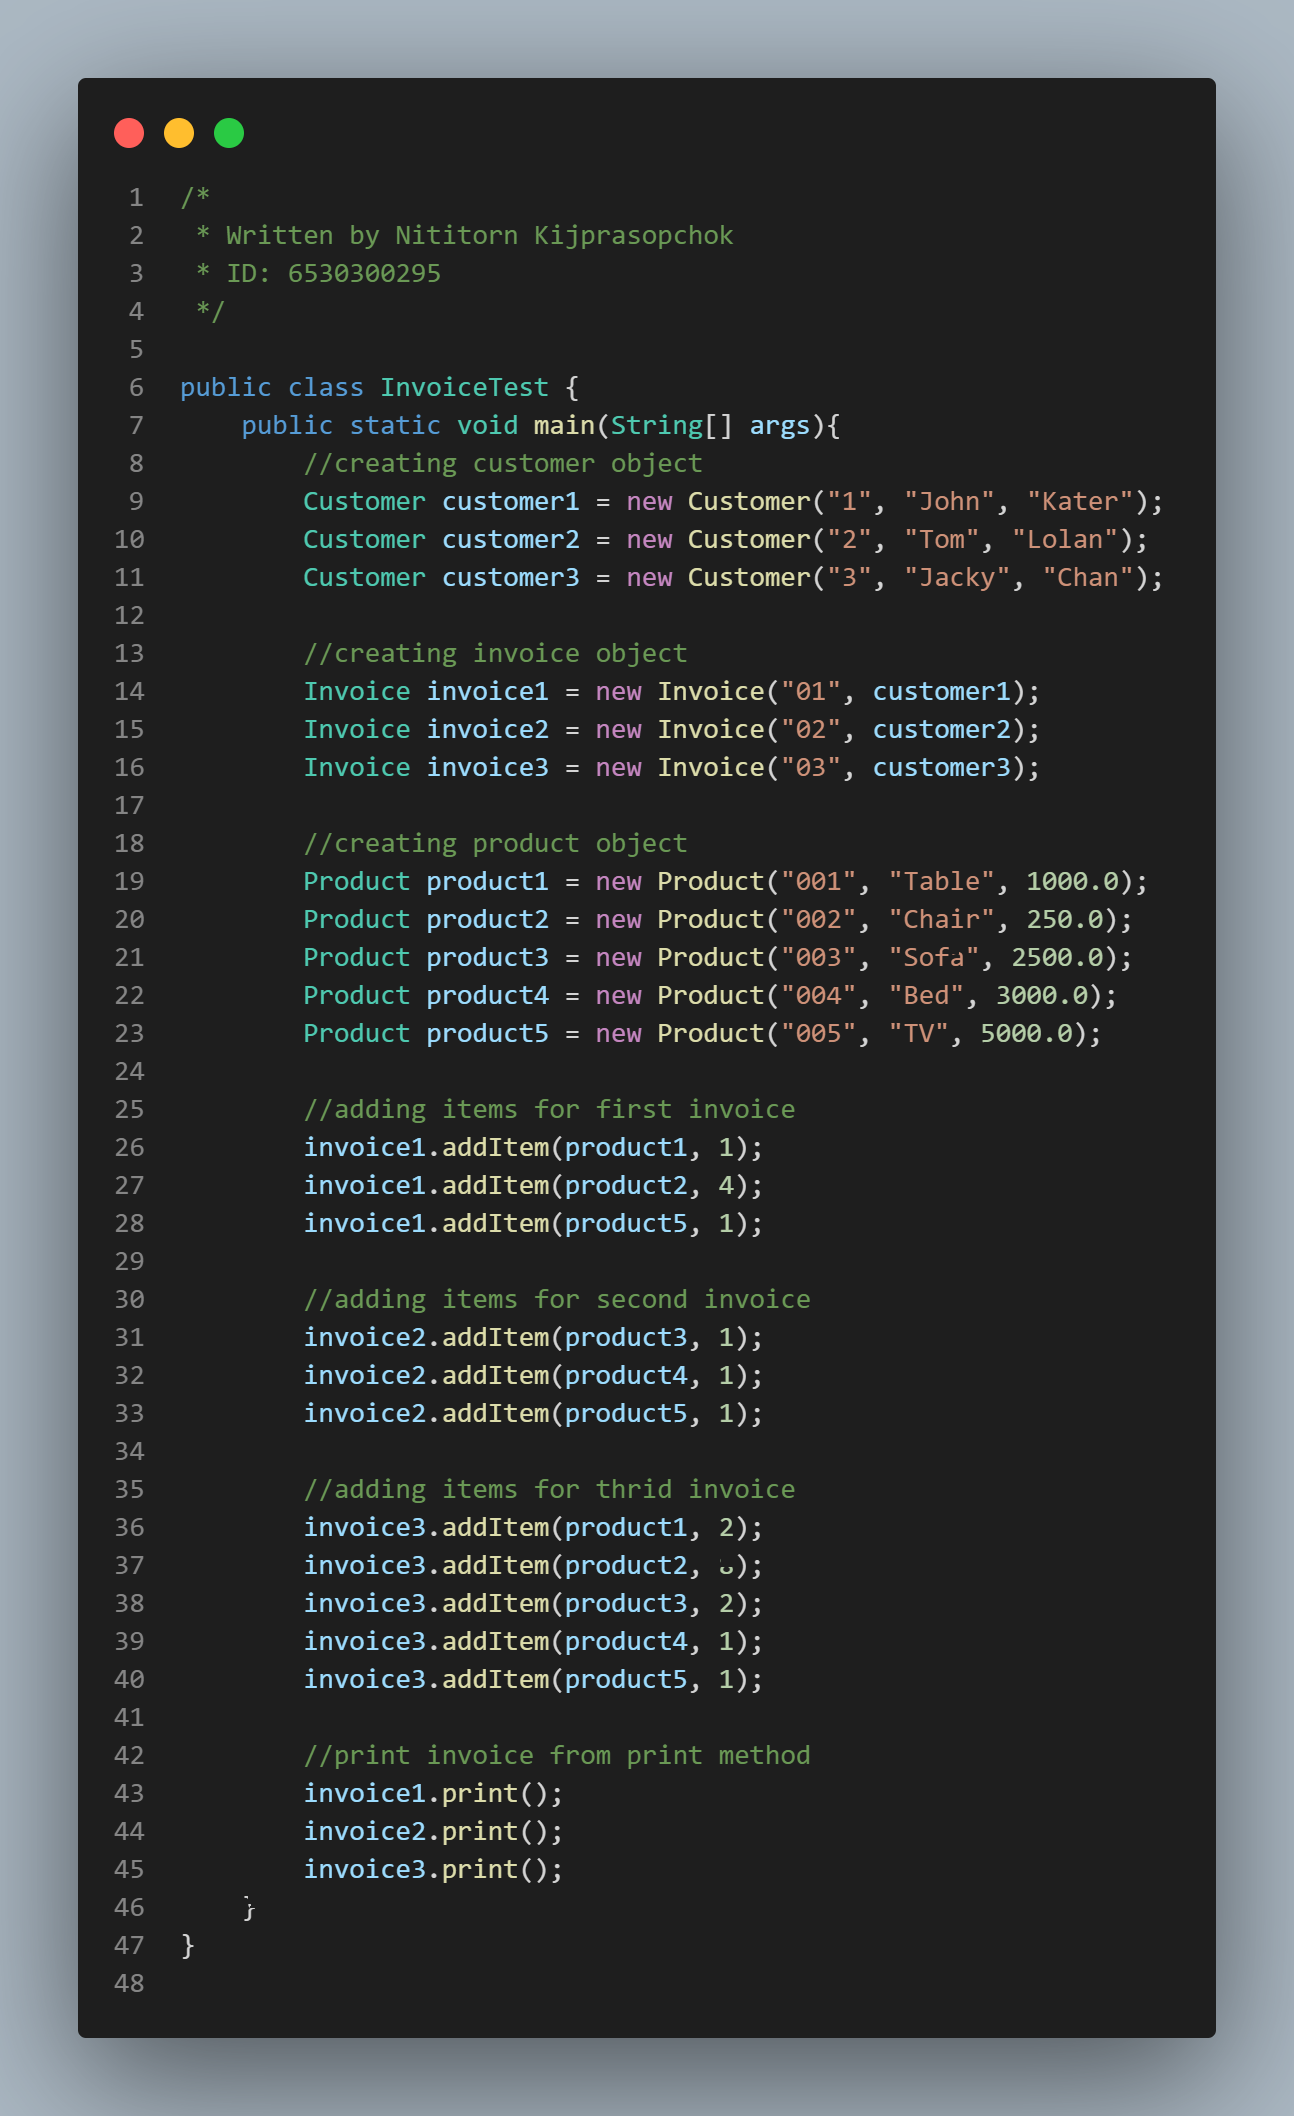 1 /*
2  * Written by Nititorn Kijprasopchok
3  * ID: 6530300295
4  */
5
6 public class InvoiceTest {
7     public static void main(String[] args){
8         //creating customer object
9         Customer customer1 = new Customer("1", "John", "Kater");
10         Customer customer2 = new Customer("2", "Tom", "Lolan");
11         Customer customer3 = new Customer("3", "Jacky", "Chan");
12
13         //creating invoice object
14         Invoice invoice1 = new Invoice("01", customer1);
15         Invoice invoice2 = new Invoice("02", customer2);
16         Invoice invoice3 = new Invoice("03", customer3);
17
18         //creating product object
19         Product product1 = new Product("001", "Table", 1000.0);
20         Product product2 = new Product("002", "Chair", 250.0);
21         Product product3 = new Product("003", "Sofa", 2500.0);
22         Product product4 = new Product("004", "Bed", 3000.0);
23         Product product5 = new Product("005", "TV", 5000.0);
24
25         //adding items for first invoice
26         invoice1.addItem(product1, 1);
27         invoice1.addItem(product2, 4);
28         invoice1.addItem(product5, 1);
29
30         //adding items for second invoice
31         invoice2.addItem(product3, 1);
32         invoice2.addItem(product4, 1);
33         invoice2.addItem(product5, 1);
34
35         //adding items for thrid invoice
36         invoice3.addItem(product1, 2);
37         invoice3.addItem(product2, );
38         invoice3.addItem(product3, 2);
39         invoice3.addItem(product4, 1);
40         invoice3.addItem(product5, 1);
41
42         //print invoice from print method
43         invoice1.print();
44         invoice2.print();
45         invoice3.print();
46     }
47 }
48